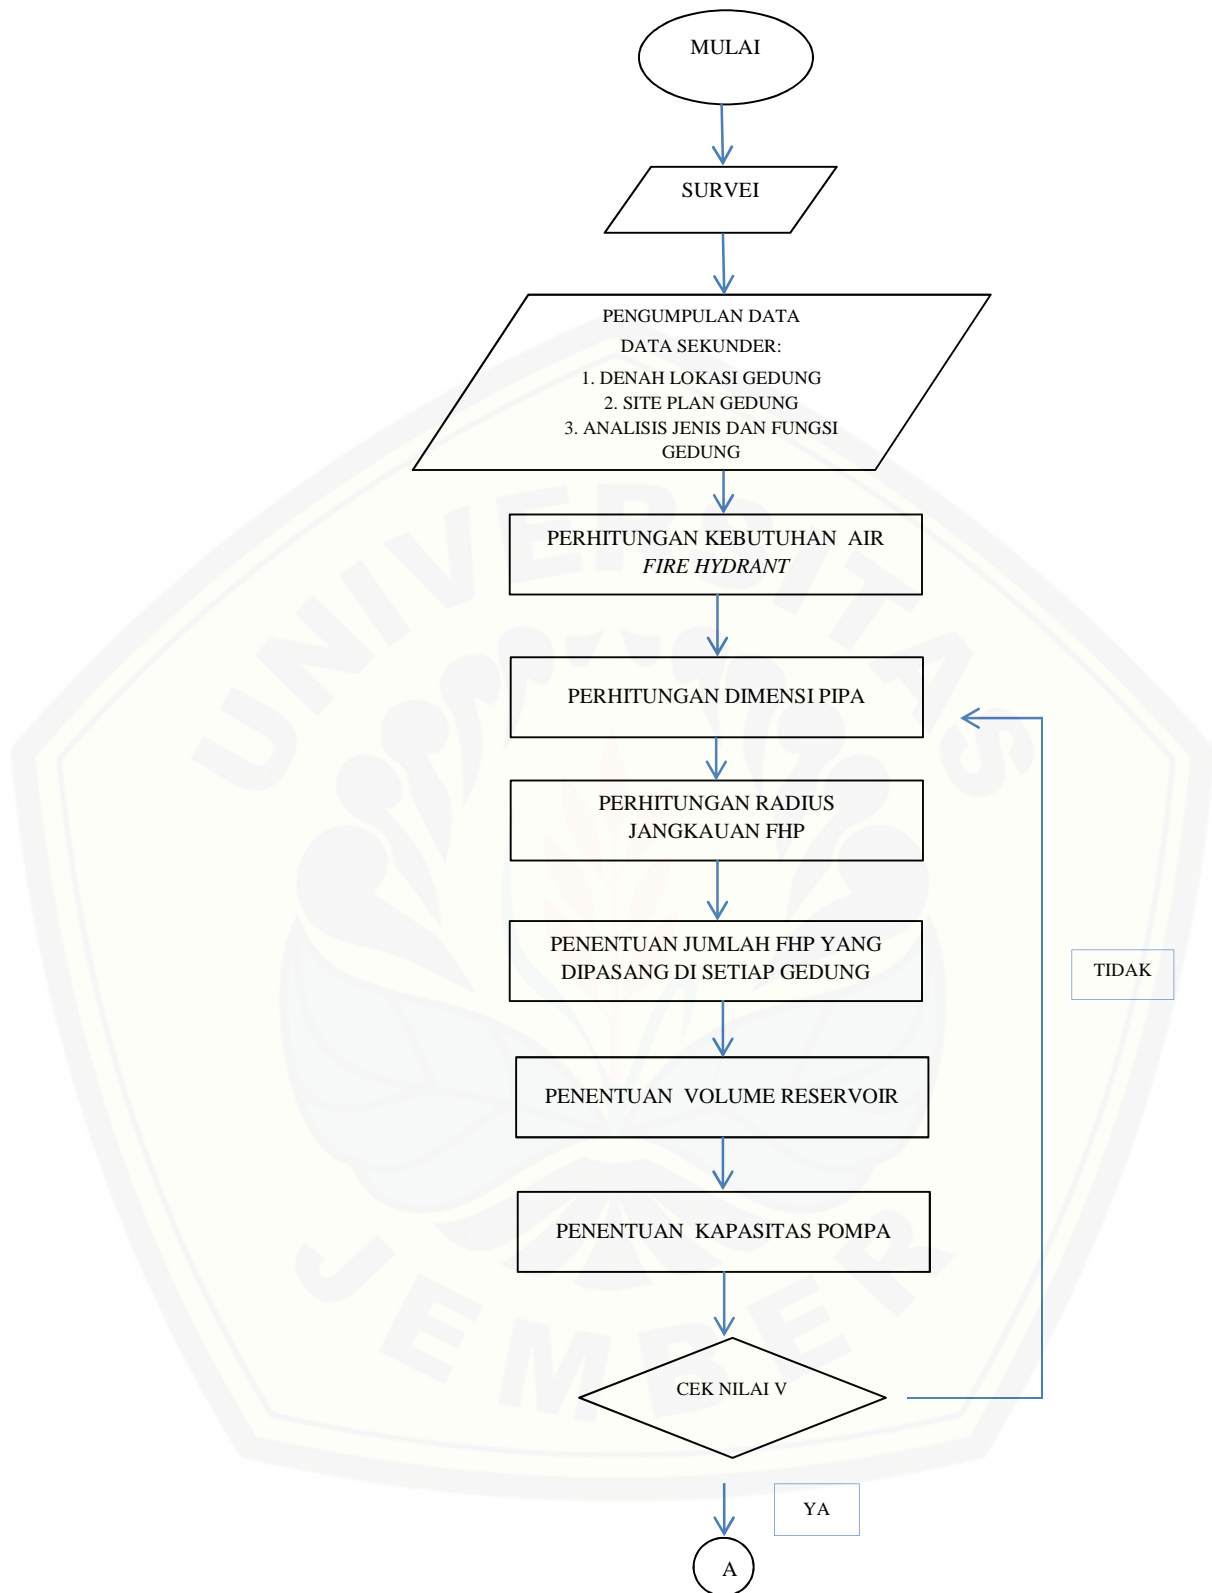 MULAI
SURVEI
PENGUMPULAN DATA
DATA SEKUNDER:
1. DENAH LOKASI GEDUNG
2. SITE PLAN GEDUNG
3. ANALISIS JENIS DAN FUNGSI
GEDUNG
PERHITUNGAN KEBUTUHAN AIR
FIRE HYDRANT
PERHITUNGAN DIMENSI PIPA
PERHITUNGAN RADIUS
JANGKAUAN FHP
PENENTUAN JUMLAH FHP YANG
DIPASANG DI SETIAP GEDUNG
TIDAK
PENENTUAN VOLUME RESERVOIR
PENENTUAN KAPASITAS POMPA
CEK NILAI V
YA
A
UNIVERSITAS
JEMBER